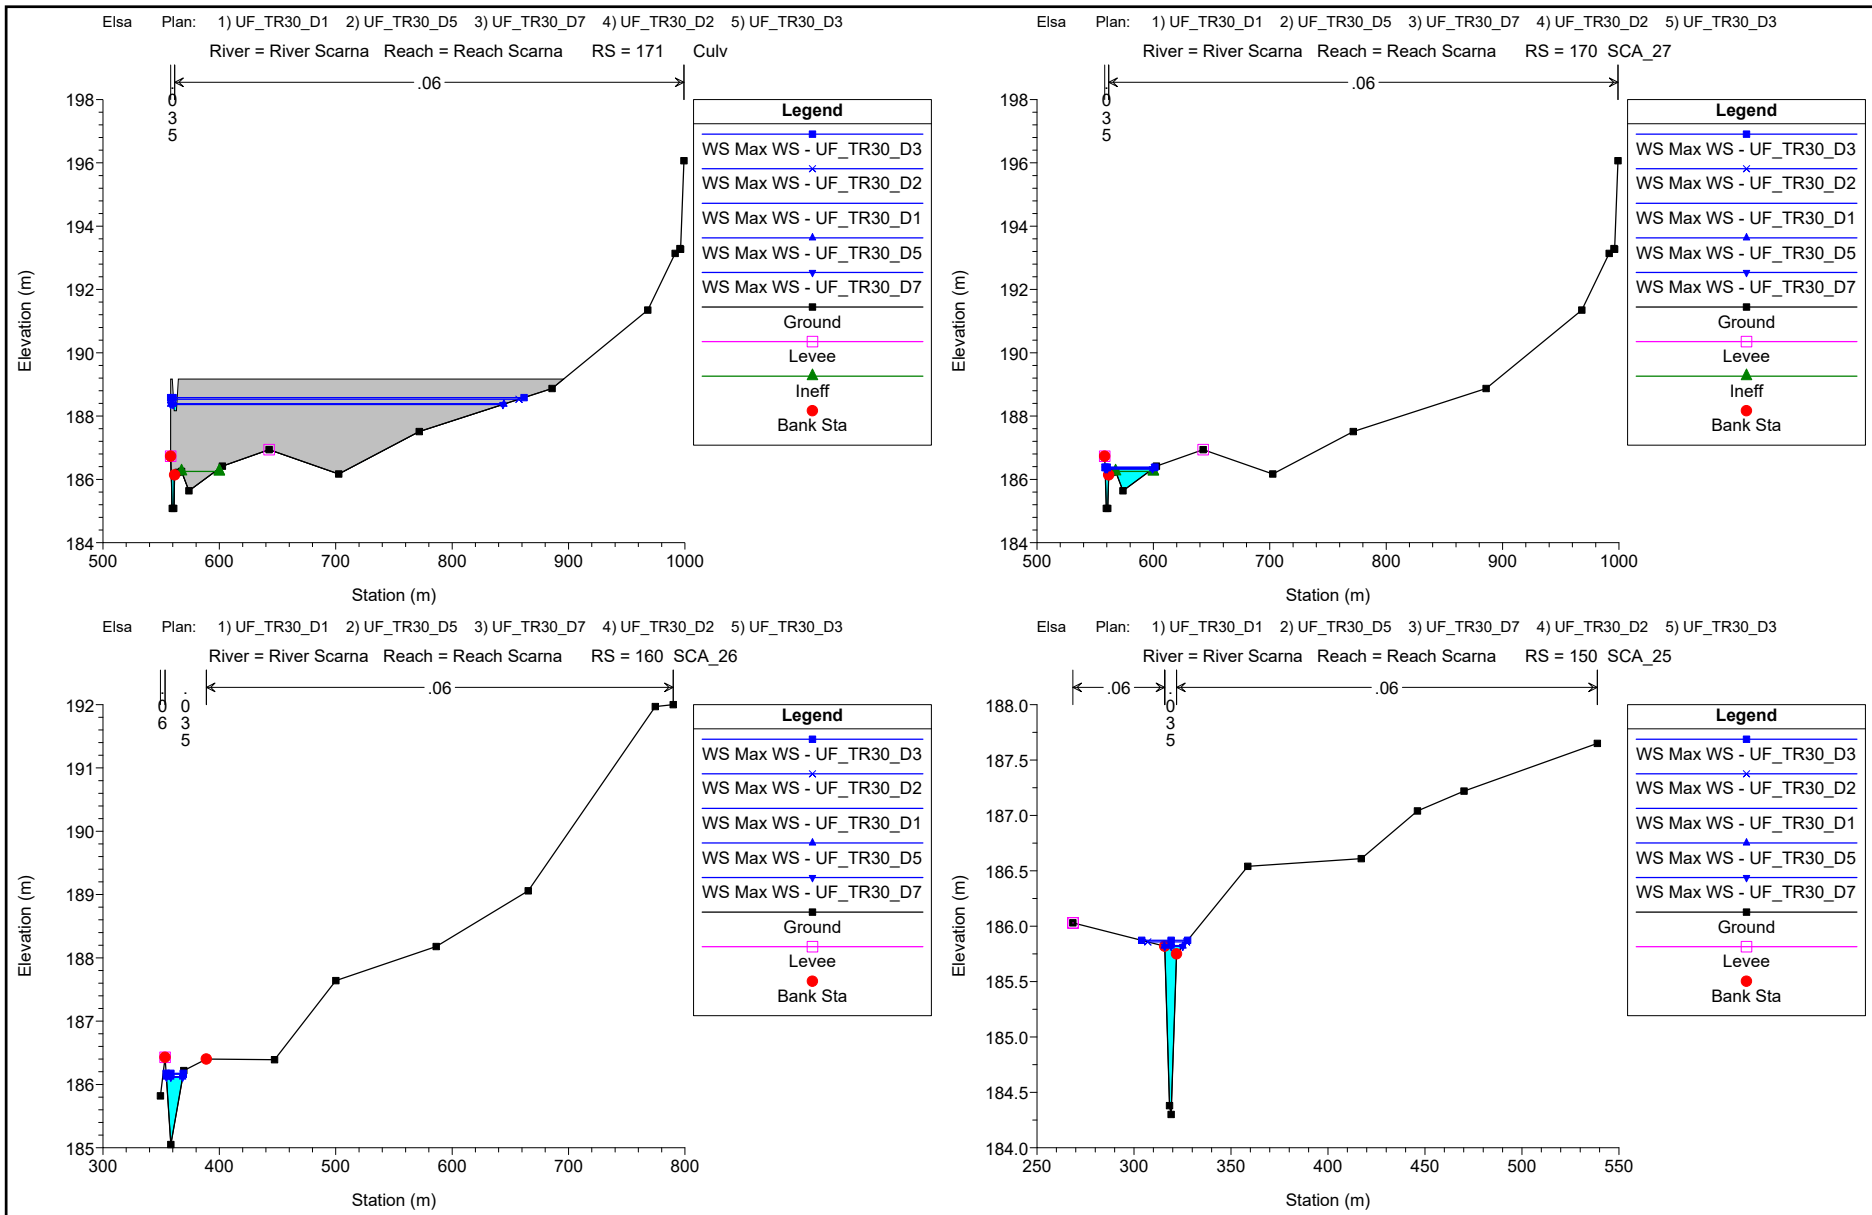 Elsa Plan: 1) UF_TR30_D1 2) UF_TR30_D5 3) UF_TR30_D7 4) UF_TR30_D2 5) UF_TR30_D3
River = River Scarna Reach = Reach Scarna RS = 171 Culv
.035
.06
198
196
194
192
190
188
186
184
500 600 700 800 900 1000
Elevation (m)
Station (m)
Legend
WS Max WS - UF_TR30_D3
WS Max WS - UF_TR30_D2
WS Max WS - UF_TR30_D1
WS Max WS - UF_TR30_D5
WS Max WS - UF_TR30_D7
Ground
Levee
Ineff
Bank Sta
Elsa Plan: 1) UF_TR30_D1 2) UF_TR30_D5 3) UF_TR30_D7 4) UF_TR30_D2 5) UF_TR30_D3
River = River Scarna Reach = Reach Scarna RS = 170 SCA_27
.035
.06
198
196
194
192
190
188
186
184
500 600 700 800 900 1000
Elevation (m)
Station (m)
Legend
WS Max WS - UF_TR30_D3
WS Max WS - UF_TR30_D2
WS Max WS - UF_TR30_D1
WS Max WS - UF_TR30_D5
WS Max WS - UF_TR30_D7
Ground
Levee
Ineff
Bank Sta
Elsa Plan: 1) UF_TR30_D1 2) UF_TR30_D5 3) UF_TR30_D7 4) UF_TR30_D2 5) UF_TR30_D3
River = River Scarna Reach = Reach Scarna RS = 160 SCA_26
.06
.035
.06
192
191
190
189
188
187
186
185
300 400 500 600 700 800
Elevation (m)
Station (m)
Legend
WS Max WS - UF_TR30_D3
WS Max WS - UF_TR30_D2
WS Max WS - UF_TR30_D1
WS Max WS - UF_TR30_D5
WS Max WS - UF_TR30_D7
Ground
Levee
Bank Sta
Elsa Plan: 1) UF_TR30_D1 2) UF_TR30_D5 3) UF_TR30_D7 4) UF_TR30_D2 5) UF_TR30_D3
River = River Scarna Reach = Reach Scarna RS = 150 SCA_25
.06
.035
.06
188.0
187.5
187.0
186.5
186.0
185.5
185.0
184.5
184.0
250 300 350 400 450 500 550
Elevation (m)
Station (m)
Legend
WS Max WS - UF_TR30_D3
WS Max WS - UF_TR30_D2
WS Max WS - UF_TR30_D1
WS Max WS - UF_TR30_D5
WS Max WS - UF_TR30_D7
Ground
Levee
Bank Sta